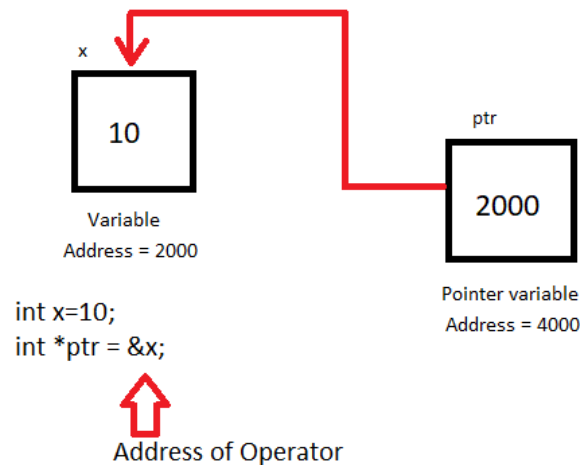 x
10
Variable
Address = 2000
ptr
2000
Pointer variable
Address = 4000
int x=10;
int *ptr = &x;
Address of Operator